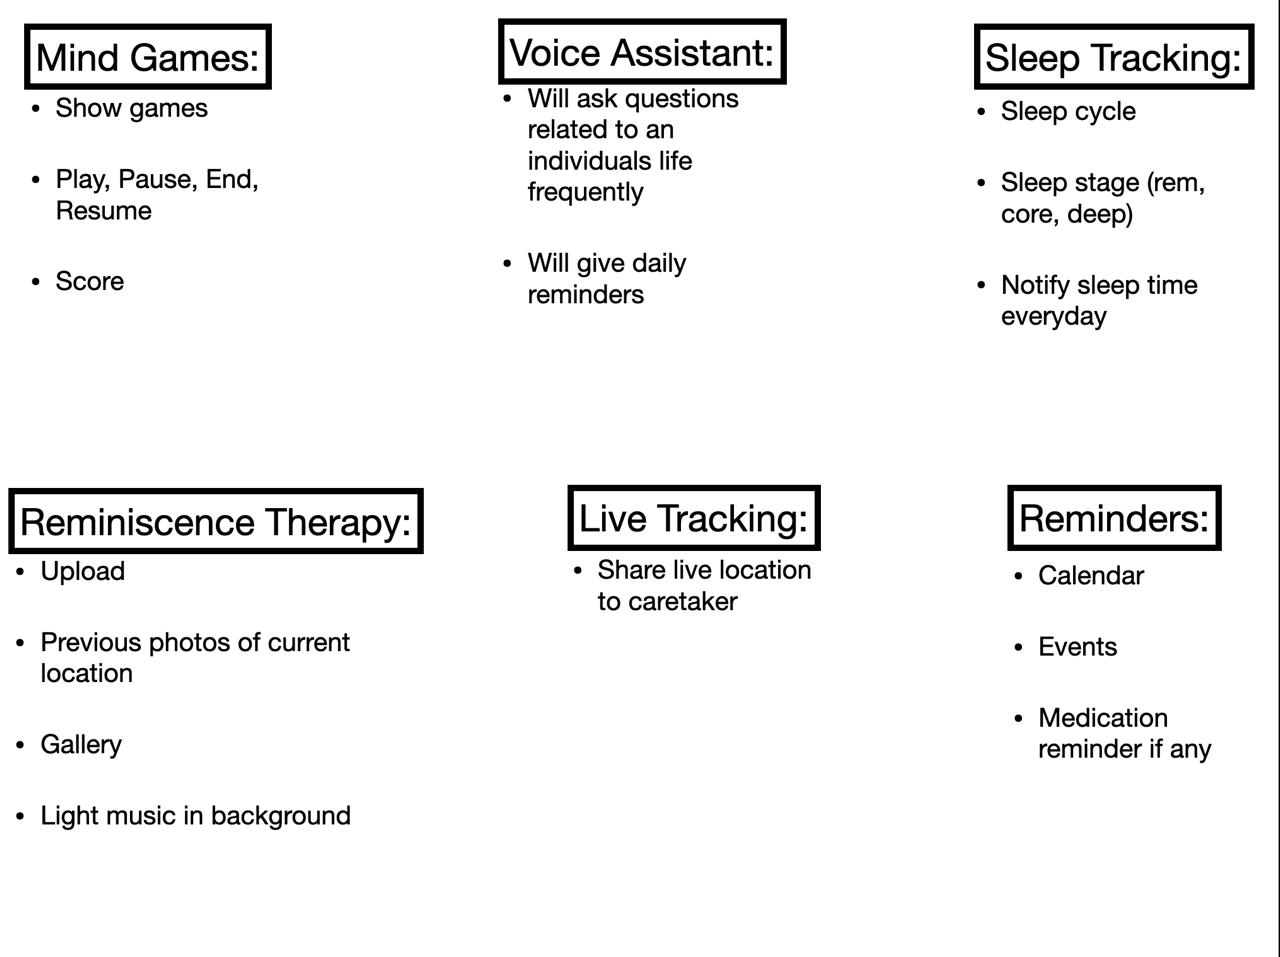 Mind Games:
• Show games
• Play, Pause, End,
Resume
• Score
Voice Assistant:
• Will ask questions
related to an
individuals life
frequently
• Will give daily
reminders
Sleep Tracking:
• Sleep cycle
• Sleep stage (rem,
core, deep)
• Notify sleep time
everyday
Reminiscence Therapy:
• Upload
• Previous photos of current
location
• Gallery
• Light music in background
Live Tracking:
• Share live location
to caretaker
Reminders:
• Calendar
• Events
• Medication
reminder if any